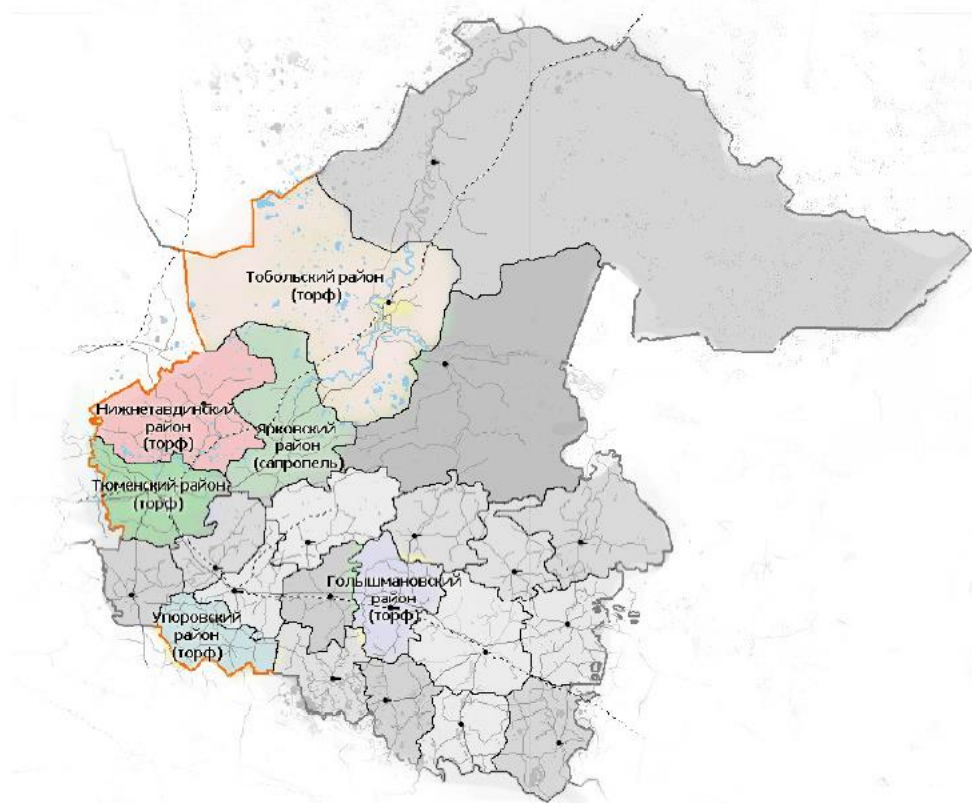 Тобольский район
(торф)
Нижнетавдинский
район
(торф)
Ярковский
район
(сапропель)
Тюменский район
(торф)
Голышмановский
район
(торф)
Упоровский
район
(торф)